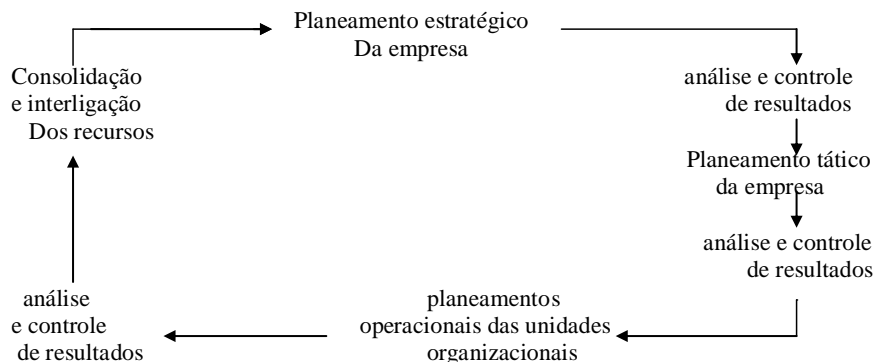 Planeamento estratégico
Da empresa
Consolidação
e interligação
Dos recursos
análise e controle
de resultados
Planeamento tático
da empresa
análise e controle
de resultados
planeamentos
operacionais das unidades
organizacionais
análise
e controle
de resultados